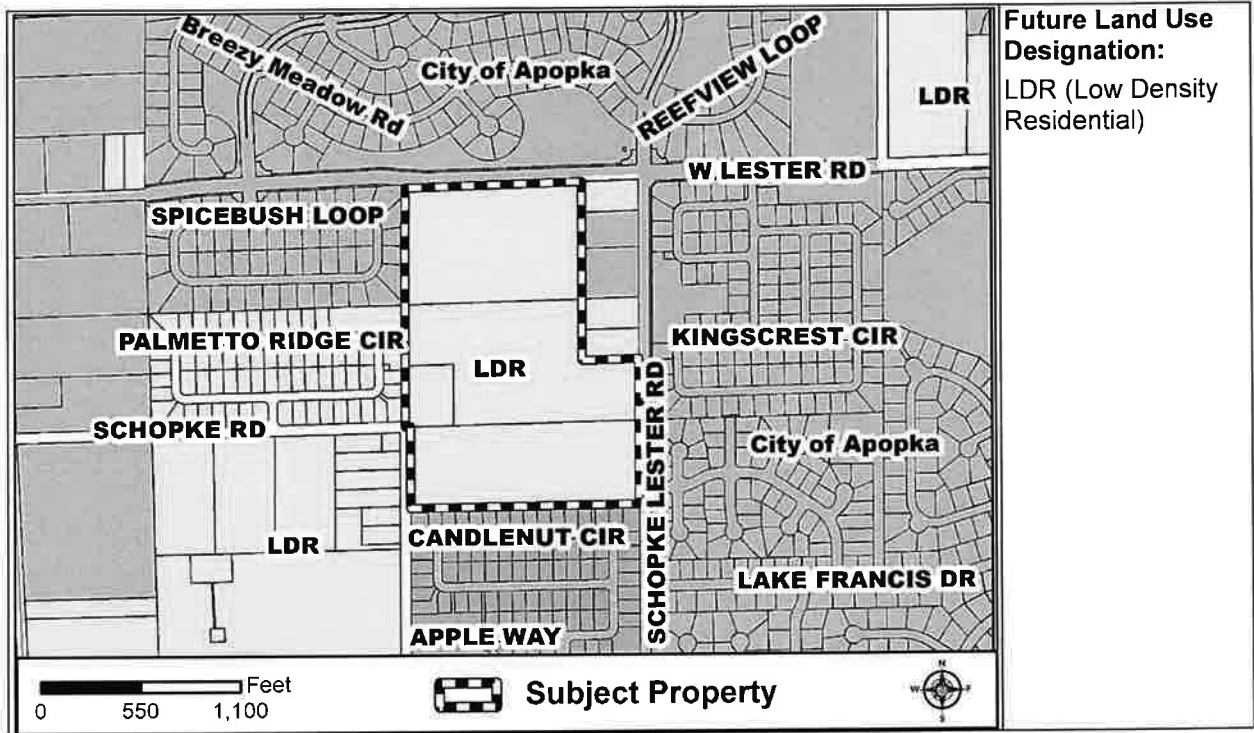 Breezy Meadow Rd
City of Apopka
REEFVIEW LOOP
LDR
W LESTER RD
SPICEBUSH LOOP
PALMETTO RIDGE CIR
LDR
KINGSCREST CIR
SCHOPKE RD
SCHOPKE LESTER RD
City of Apopka
LDR
CANDLENUT CIR
LAKE FRANCIS DR
APPLE WAY
Feet
0 550 1,100
Subject Property
N
W
S
Future Land Use
Designation:
LDR (Low Density
Residential)